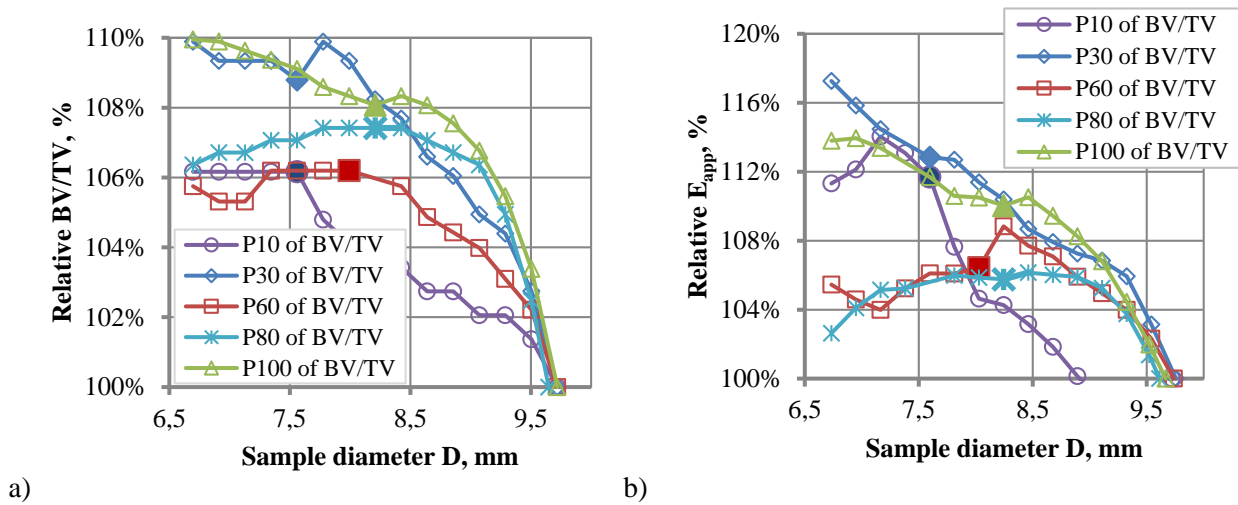 110%
108%
106%
104%
102%
100%
Relative BV/TV, %
P10 of BV/TV
P30 of BV/TV
P60 of BV/TV
P80 of BV/TV
P100 of BV/TV
6,5 7,5 8,5 9,5
Sample diameter D, mm
a)
120%
116%
112%
108%
104%
100%
Relative Eapp, %
P10 of BV/TV
P30 of BV/TV
P60 of BV/TV
P80 of BV/TV
P100 of BV/TV
6,5 7,5 8,5 9,5
Sample diameter D, mm
b)